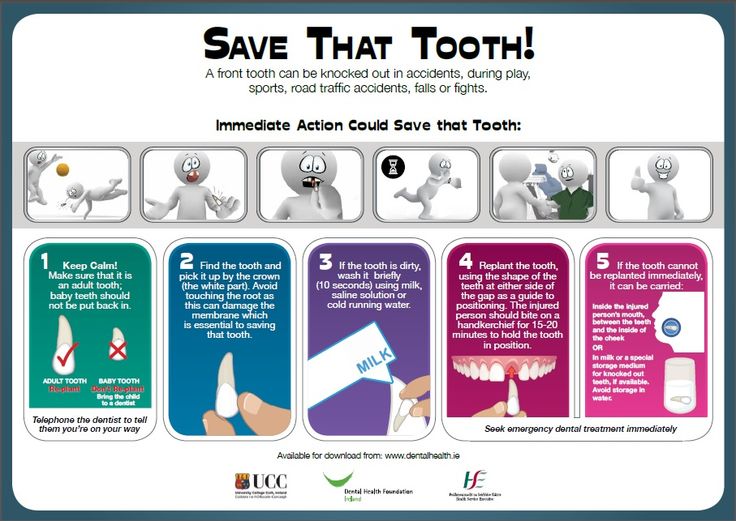 SAVE THAT TOOTH!
A front tooth can be knocked out in accidents, during play,
sports, road traffic accidents, falls or fights.
Immediate Action Could Save that Tooth:
1
Keep Calm!
Make sure that it is
an adult tooth;
baby teeth should
not be put back in.
ADULT TOOTH
Re-plant
BABY TOOTH
Don't Re-plant
Bring the child
to a dentist
Telephone the dentist to tell
them you're on your way
2
Find the tooth and
pick it up by the crown
(the white part). Avoid
touching the root as
this can damage the
membrane which
is essential to saving
that tooth.
3
If the tooth is dirty,
wash it briefly
(10 seconds) using milk,
saline solution or
cold running water.
MILK
4
Replant the tooth,
using the shape of the
teeth at either side of
the gap as a guide to
positioning. The injured
person should bite on a
handkerchief for 15-20
minutes to hold the tooth
in position.
5
If the tooth cannot
be replanted immediately,
it can be carried:
Inside the injured
person's mouth,
between the teeth
and the inside of
the cheek
OR
In milk or a special
storage medium
for knocked out
teeth, if available.
Avoid storage in
water.
Seek emergency dental treatment immediately
Available for download from: www.dentalhealth.ie
UCC
University College Cork, Ireland
Coláiste na hOllscoile Corcaigh
Dental Health Foundation
Ireland
Feidhmeannacht na Seirbhíse Sláinte
Health Service Executive